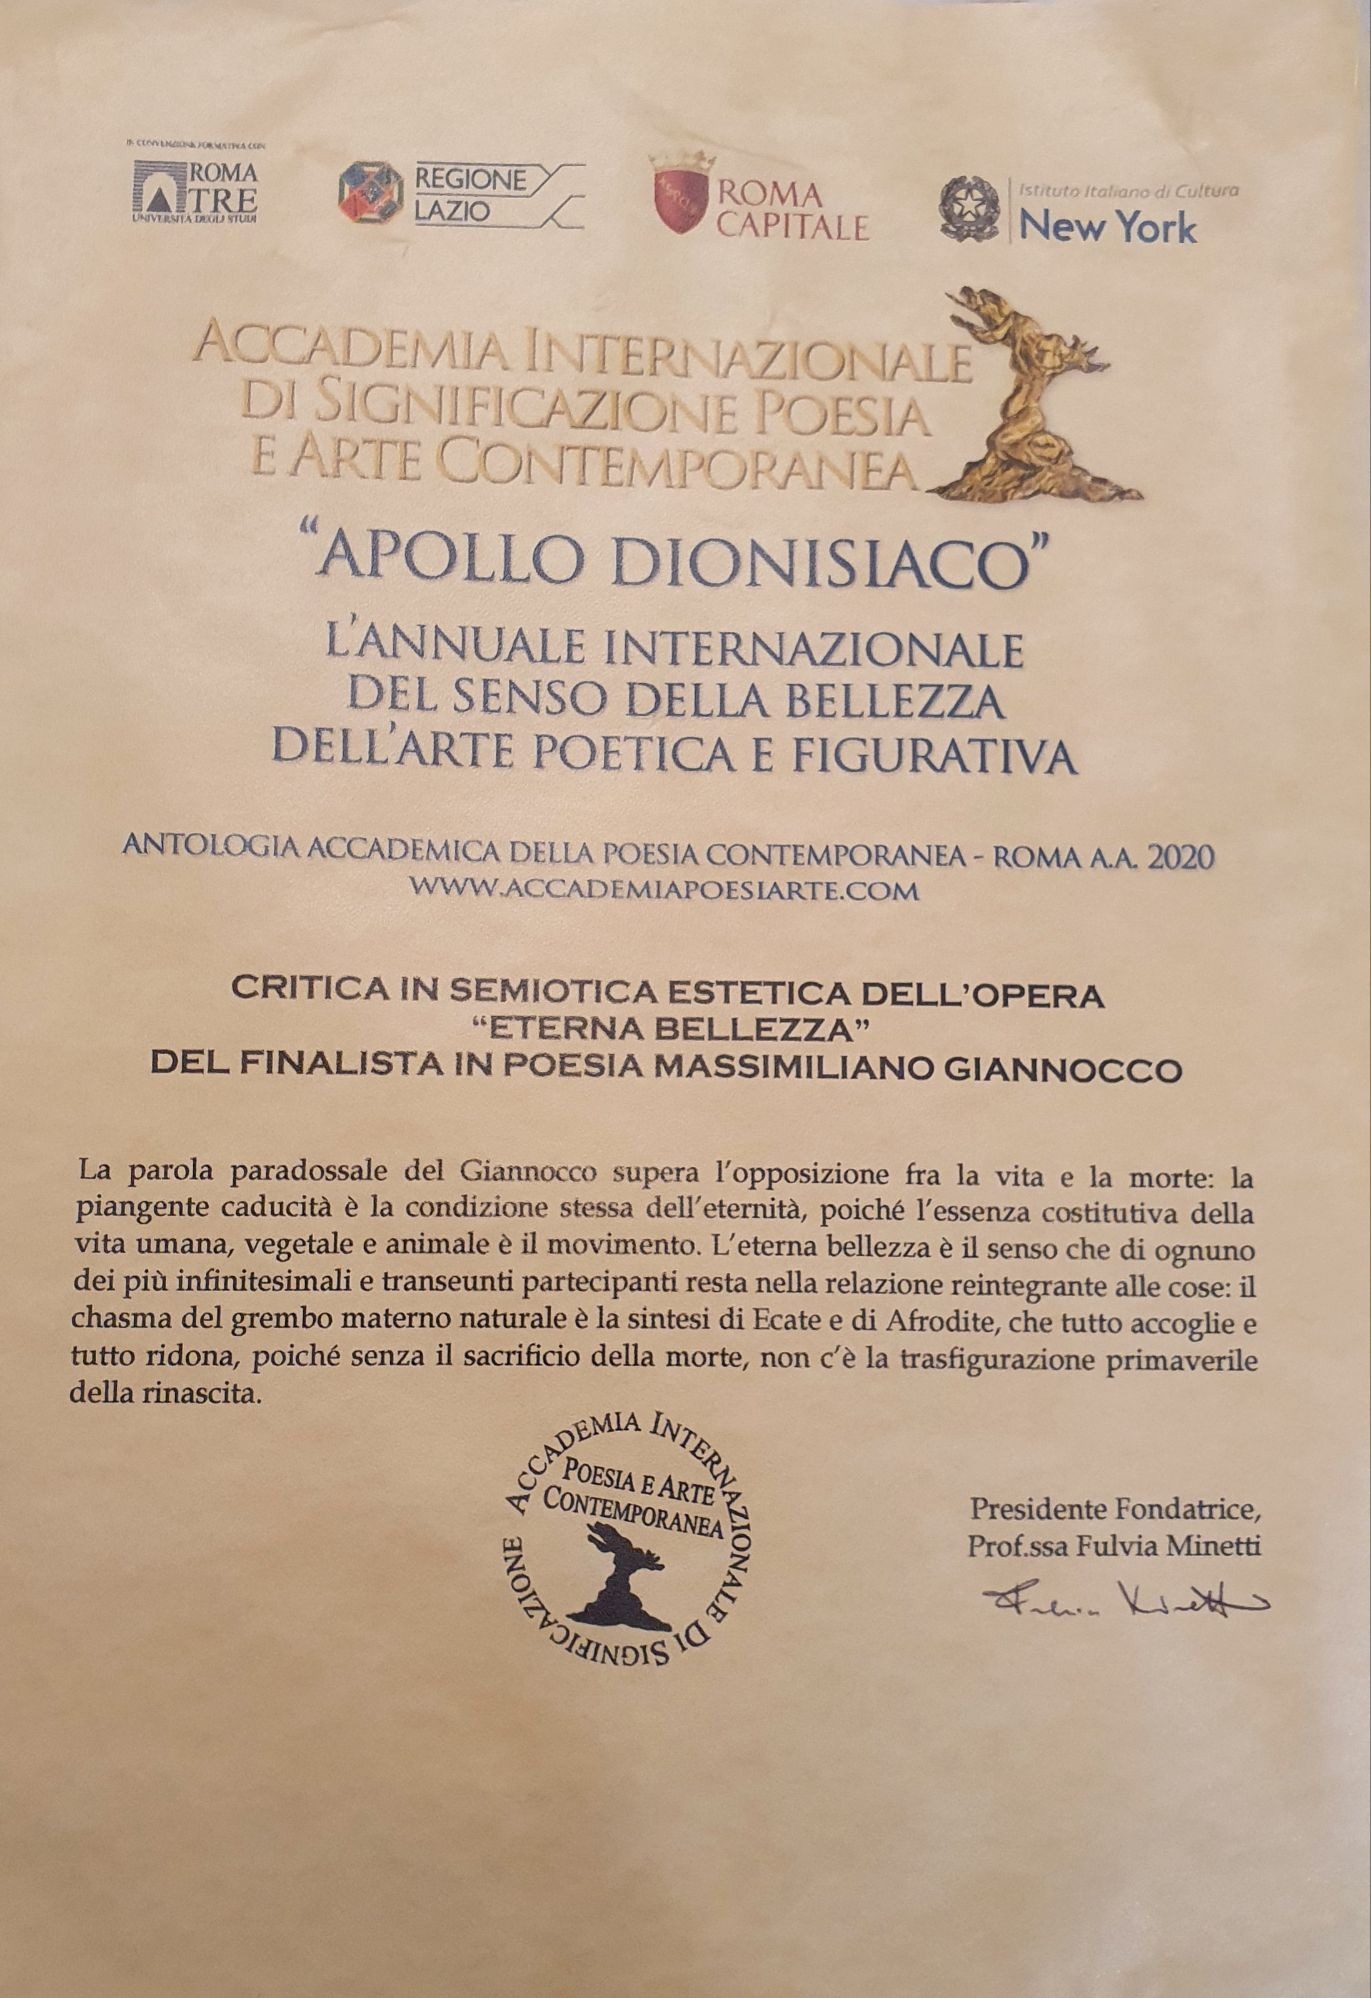 IN CONVENZIONE FORMATIVA CON
ROMA
TRE
UNIVERSITÀ DEGLI STUDI
REGIONE
LAZIO
ROMA
CAPITALE
Istituto Italiano di Cultura
New York
ACCADEMIA INTERNAZIONALE
DI SIGNIFICAZIONE POESIA
E ARTE CONTEMPORANEA
“APOLLO DIONISIACO”
L’ANNUALE INTERNAZIONALE
DEL SENSO DELLA BELLEZZA
DELL’ARTE POETICA E FIGURATIVA
ANTOLOGIA ACCADEMICA DELLA POESIA CONTEMPORANEA - ROMA A.A. 2020
WWW.ACCADEMIAPOESIARTE.COM
CRITICA IN SEMIOTICA ESTETICA DELL’OPERA
“ETERNA BELLEZZA”
DEL FINALISTA IN POESIA MASSIMILIANO GIANNOCCO
La parola paradossale del Giannocco supera l’opposizione fra la vita e la morte: la
piangente caducità è la condizione stessa dell’eternità, poiché l’essenza costitutiva della
vita umana, vegetale e animale è il movimento. L’eterna bellezza è il senso che di ognuno
dei più infinitesimali e transeunti partecipanti resta nella relazione reintegrante alle cose: il
chasma del grembo materno naturale è la sintesi di Ecate e di Afrodite, che tutto accoglie e
tutto ridona, poiché senza il sacrificio della morte, non c’è la trasfigurazione primaverile
della rinascita.
ACCADEMIA INTERNAZIONALE DI SIGNIFICAZIONE
POESIA E ARTE
CONTEMPORANEA
Presidente Fondatrice,
Prof.ssa Fulvia Minetti
Fulvia Minetti